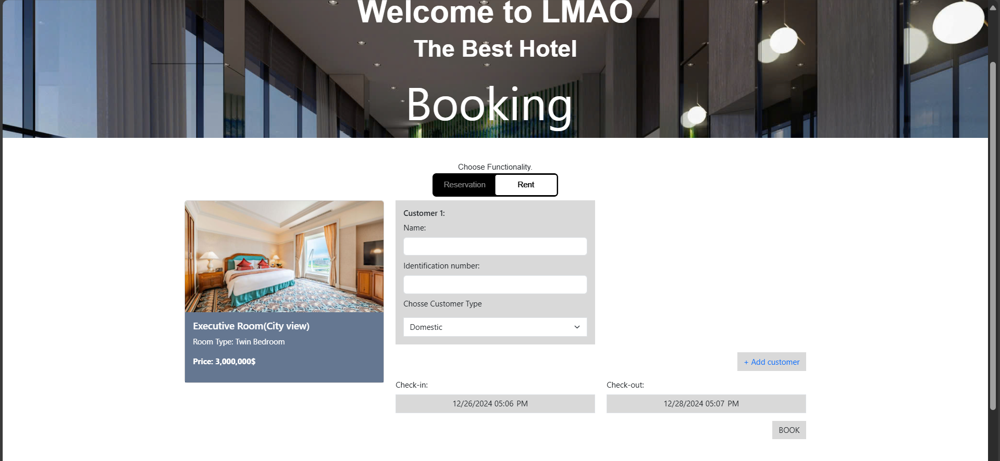 Welcome to LMAO
The Best Hotel
Booking
Choose Functionality.
Reservation
Rent
Executive Room(City view)
Room Type: Twin Bedroom
Price: 3,000,000$
Customer 1:
Name:
Identification number:
Chosse Customer Type
Domestic
+ Add customer
Check-in:
12/26/2024 05:06 PM
Check-out:
12/28/2024 05:07 PM
BOOK